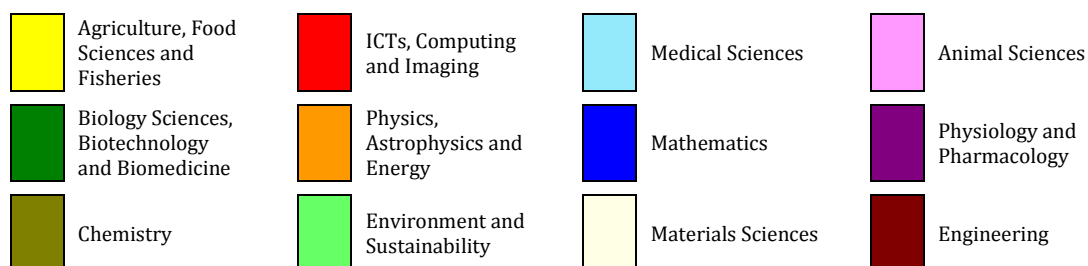 Agriculture, Food
Sciences and
Fisheries
ICTs, Computing
and Imaging
Medical Sciences
Animal Sciences
Biology Sciences,
Biotechnology
and Biomedicine
Physics,
Astrophysics and
Energy
Mathematics
Physiology and
Pharmacology
Chemistry
Environment and
Sustainability
Materials Sciences
Engineering